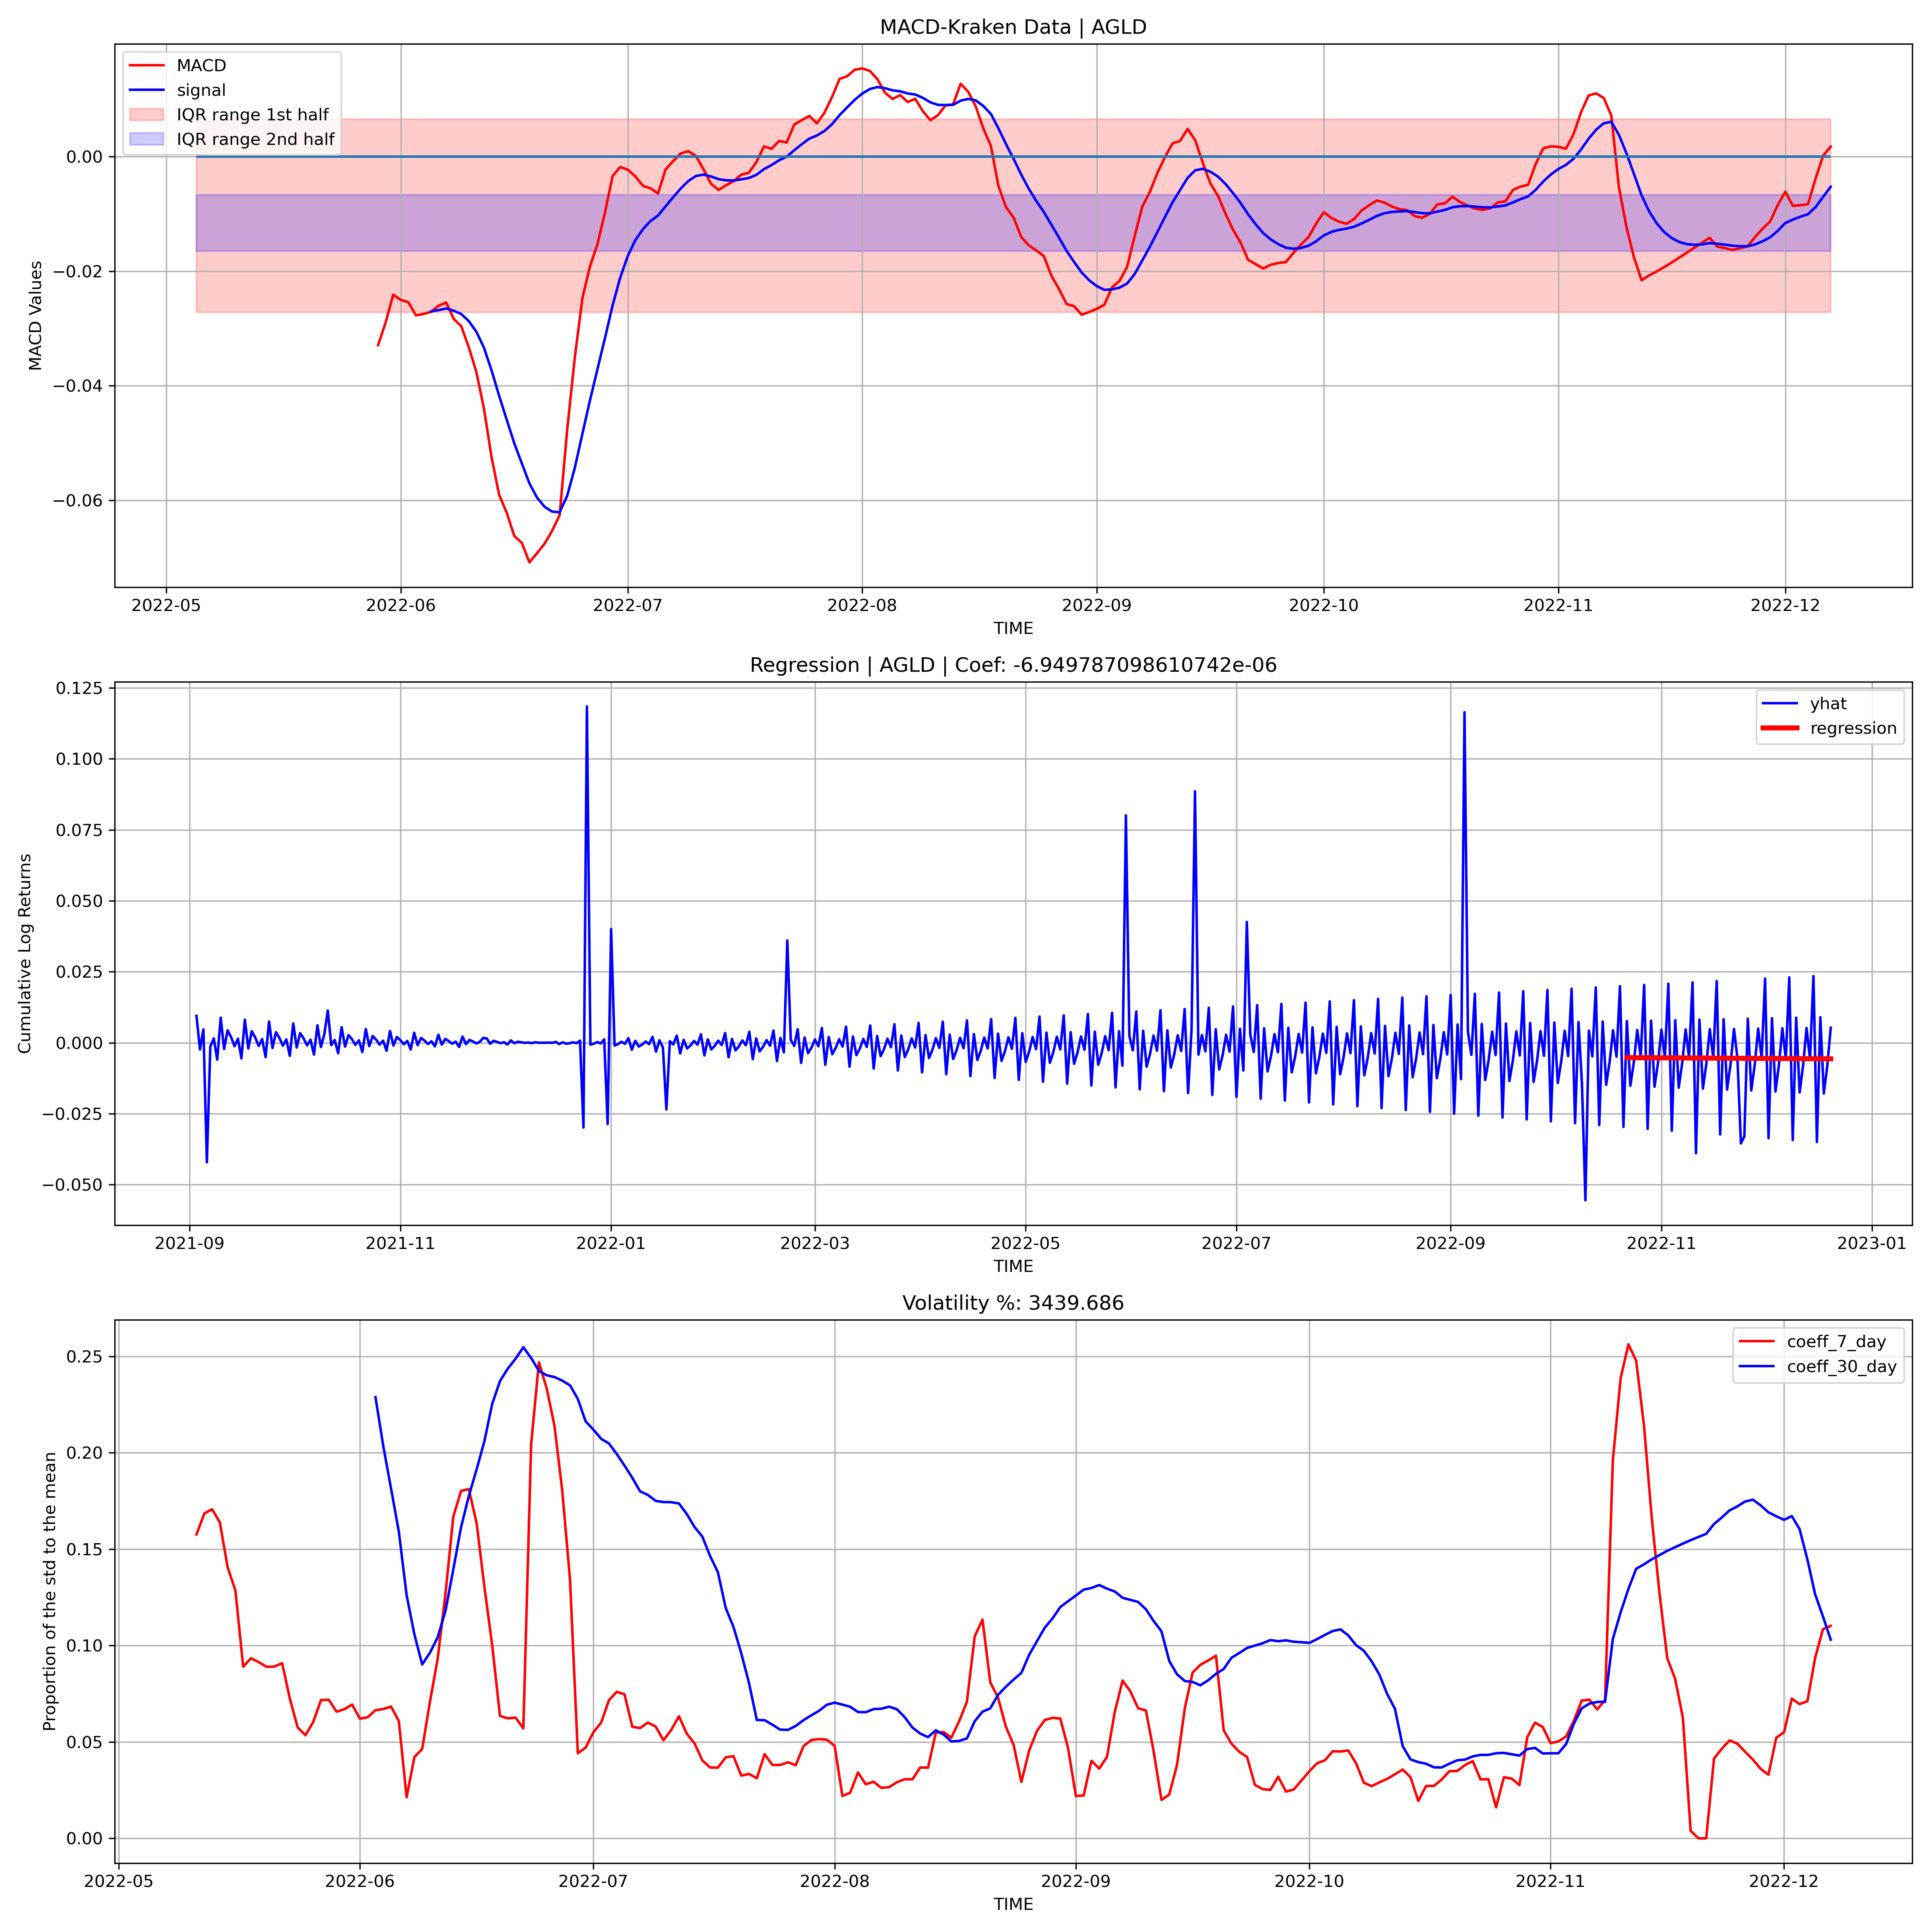 MACD-Kraken Data | AGLD
MACD
signal
IQR range 1st half
IQR range 2nd half
0.00
−0.02
−0.04
−0.06
MACD Values
2022-05 2022-06 2022-07 2022-08 2022-09 2022-10 2022-11 2022-12
TIME
Regression | AGLD | Coef: -6.949787098610742e-06
yhat
regression
0.125
0.100
0.075
0.050
0.025
0.000
−0.025
−0.050
Cumulative Log Returns
2021-09 2021-11 2022-01 2022-03 2022-05 2022-07 2022-09 2022-11 2023-01
TIME
Volatility %: 3439.686
coeff_7_day
coeff_30_day
0.25
0.20
0.15
0.10
0.05
0.00
Proportion of the std to the mean
2022-05 2022-06 2022-07 2022-08 2022-09 2022-10 2022-11 2022-12
TIME